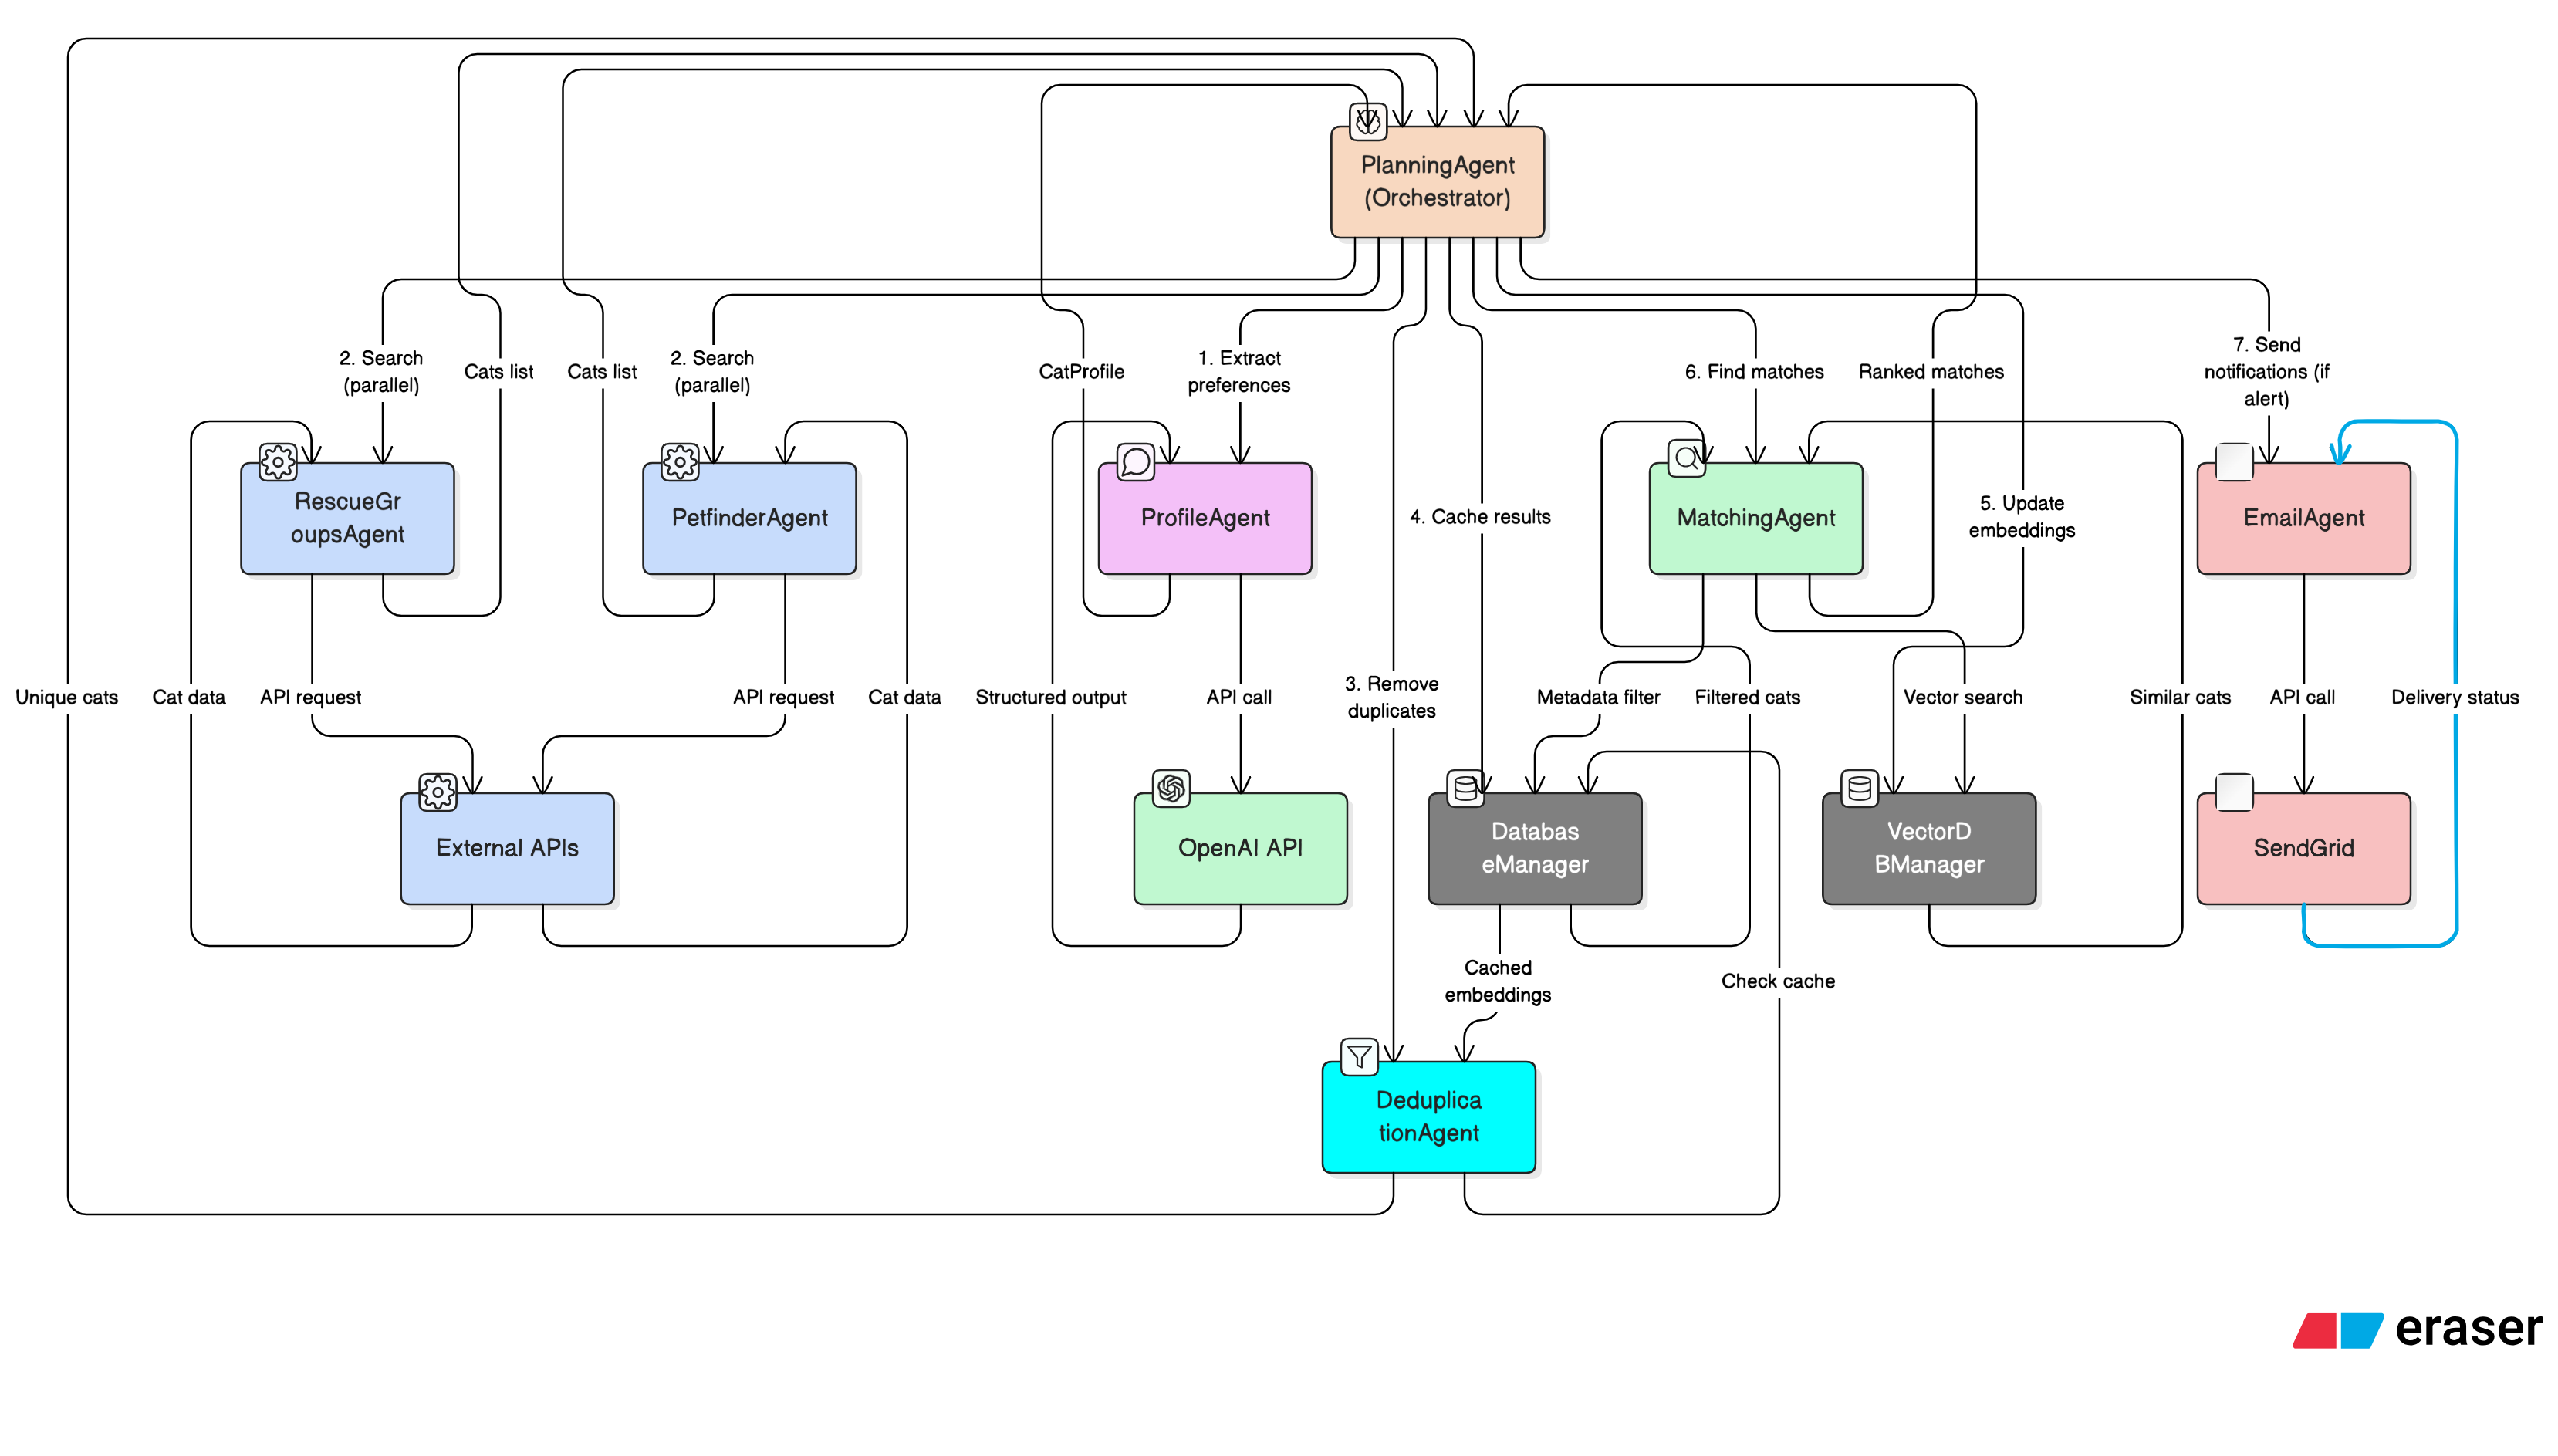 PlanningAgent
(Orchestrator)
2. Search
(parallel)
Cats list
Cats list
2. Search
(parallel)
CatProfile
1. Extract
preferences
6. Find matches
Ranked matches
7. Send
notifications (if
alert)
RescueGr
oupsAgent
PetfinderAgent
ProfileAgent
4. Cache results
MatchingAgent
5. Update
embeddings
EmailAgent
Unique cats
Cat data
API request
API request
Cat data
Structured output
API call
3. Remove
duplicates
Metadata filter
Filtered cats
Vector search
Similar cats
API call
Delivery status
External APIs
OpenAI API
Databas
eManager
VectorD
BManager
SendGrid
Cached
embeddings
Check cache
Deduplica
tionAgent
eraser